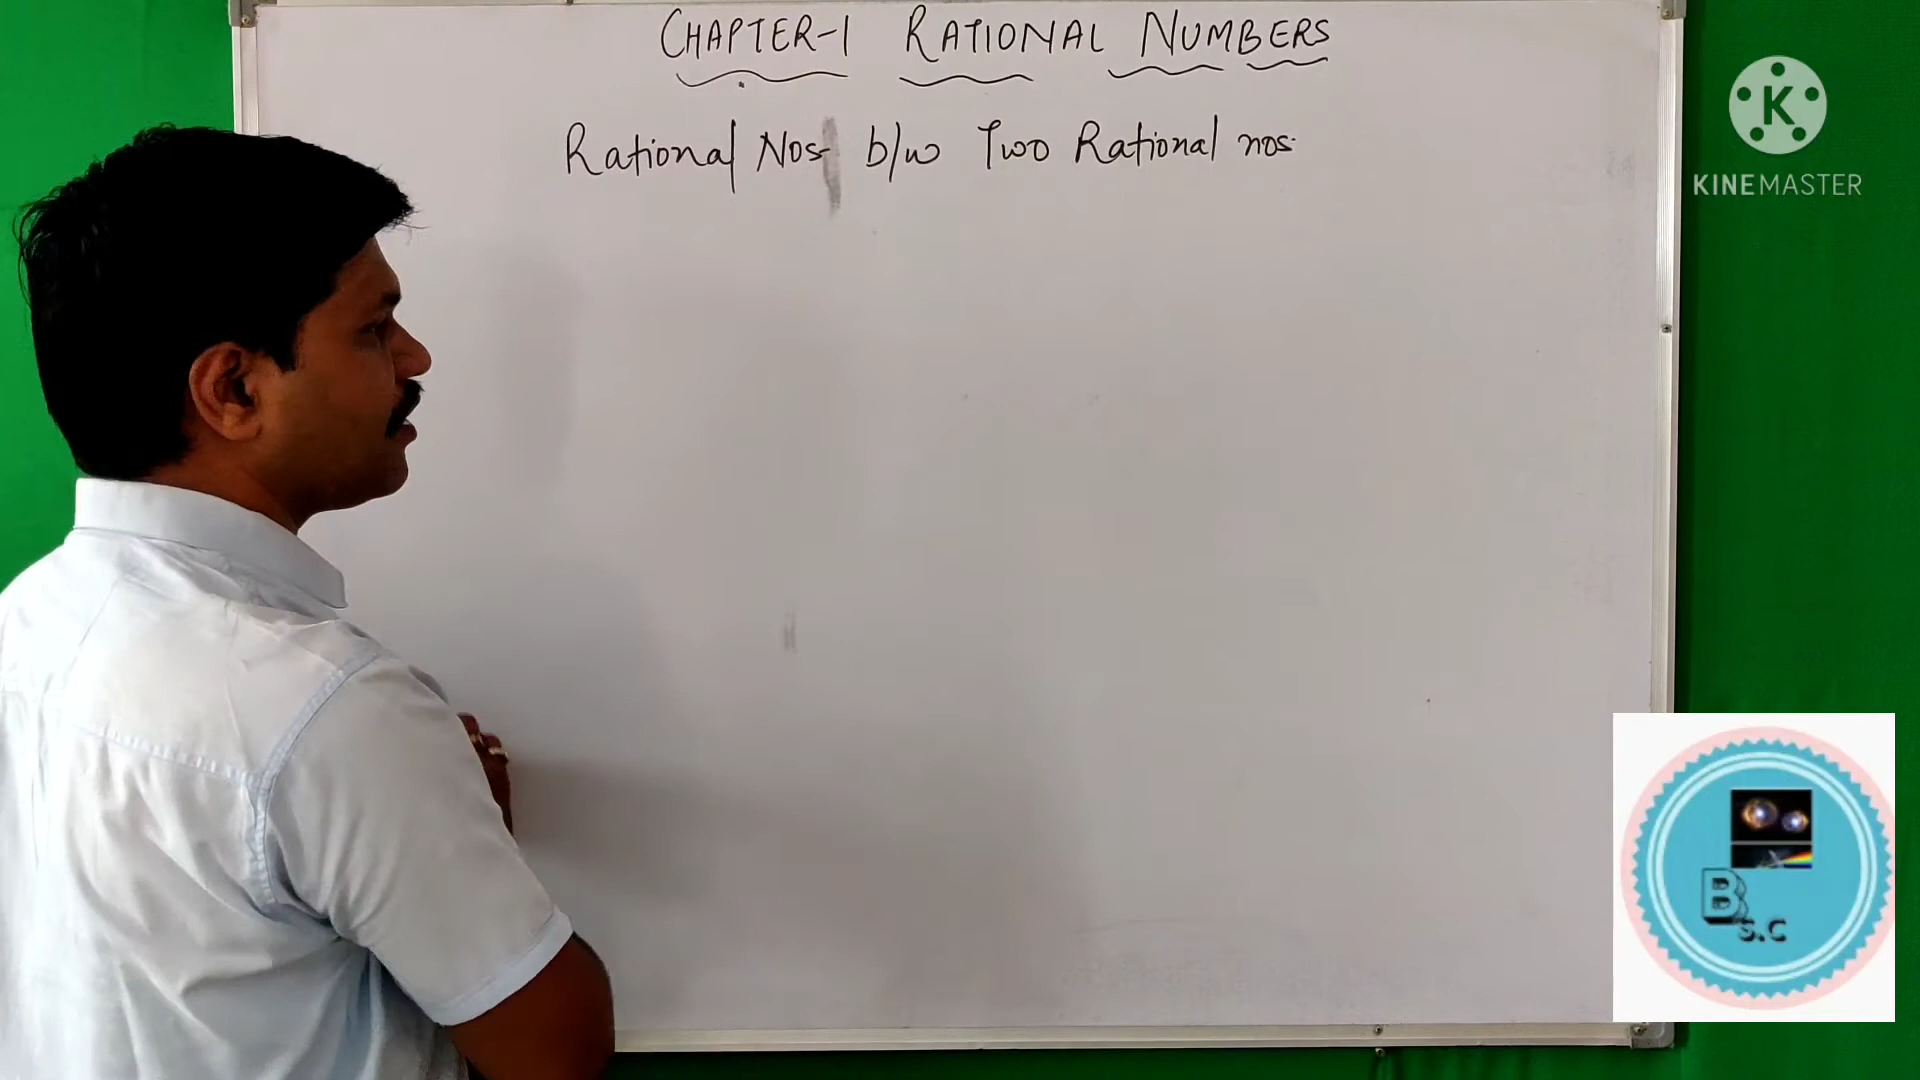 CHAPTER-1 RATIONAL NUMBERS
Rational Nos b/w Two Rational nos.
K
KINEMASTER
B
S.C